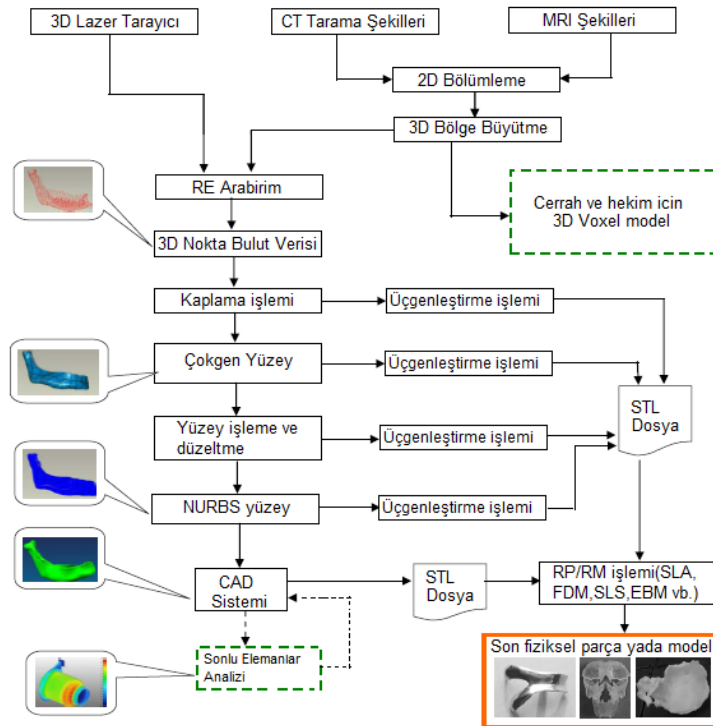 3D Lazer Tarayıcı
CT Tarama Şekilleri
MRI Şekilleri
2D Bölümleme
3D Bölge Büyütme
RE Arabirim
Cerrah ve hekim icin
3D Voxel model
3D Nokta Bulut Verisi
Kaplama işlemi
Üçgenleştirme işlemi
Çokgen Yüzey
Üçgenleştirme işlemi
STL
Dosya
Yüzey işleme ve
düzeltme
Üçgenleştirme işlemi
NURBS yüzey
Üçgenleştirme işlemi
CAD
Sistemi
STL
Dosya
RP/RM işlemi(SLA,
FDM,SLS,EBM vb.)
Sonlu Elemanlar
Analizi
Son fiziksel parça yada model